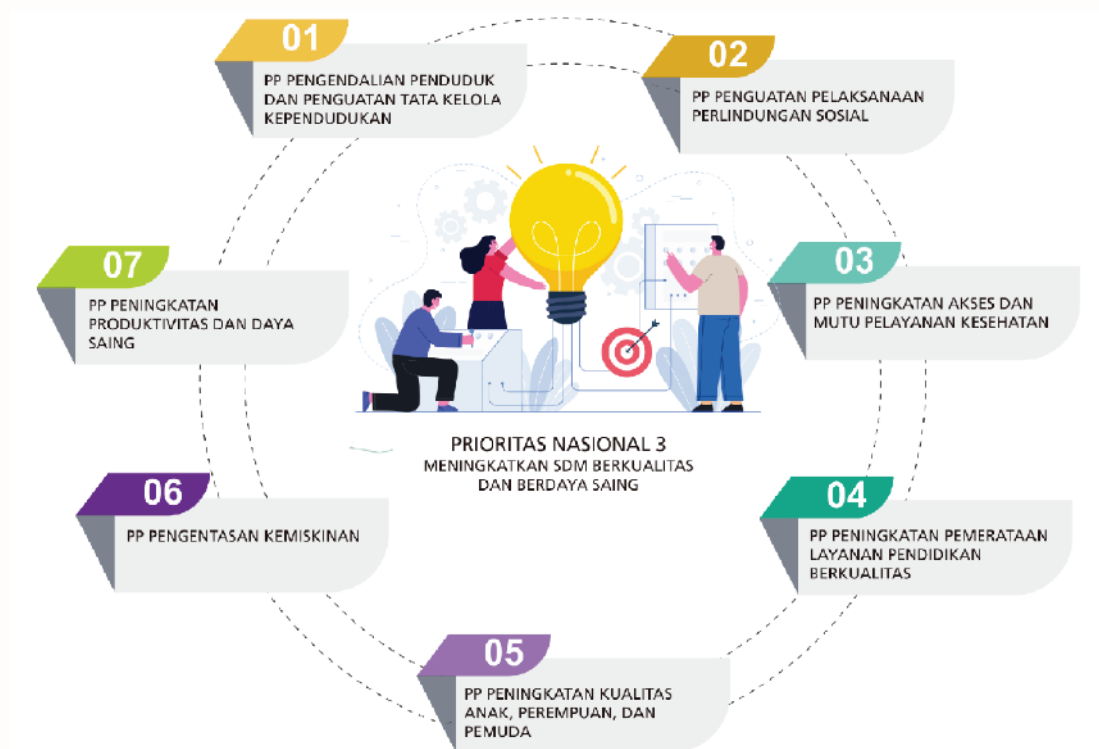 01
PP PENGENDALIAN PENDUDUK
DAN PENGUATAN TATA KELOLA
KEPENDUDUKAN
02
PP PENGUATAN PELAKSANAAN
PERLINDUNGAN SOSIAL
03
PP PENINGKATAN AKSES DAN
MUTU PELAYANAN KESEHATAN
04
PP PENINGKATAN PEMERATAAN
LAYANAN PENDIDIKAN
BERKUALITAS
05
PP PENINGKATAN KUALITAS
ANAK, PEREMPUAN, DAN
PEMUDA
06
PP PENGENTASAN KEMISKINAN
07
PP PENINGKATAN
PRODUKTIVITAS DAN DAYA
SAING
PRIORITAS NASIONAL 3
MENINGKATKAN SDM BERKUALITAS
DAN BERDAYA SAING